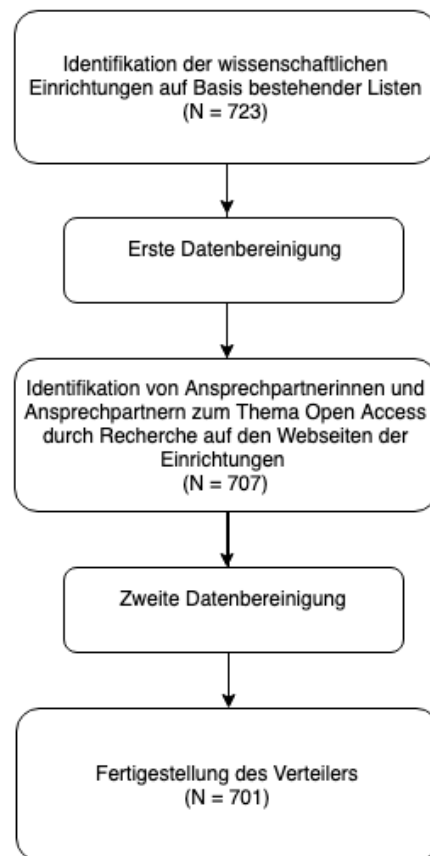 Identifikation der wissenschaftlichen
Einrichtungen auf Basis bestehender Listen
(N = 723)
Erste Datenbereinigung
Identifikation von Ansprechpartnerinnen und
Ansprechpartnern zum Thema Open Access
durch Recherche auf den Webseiten der
Einrichtungen
(N = 707)
Zweite Datenbereinigung
Fertigestellung des Verteilers
(N = 701)